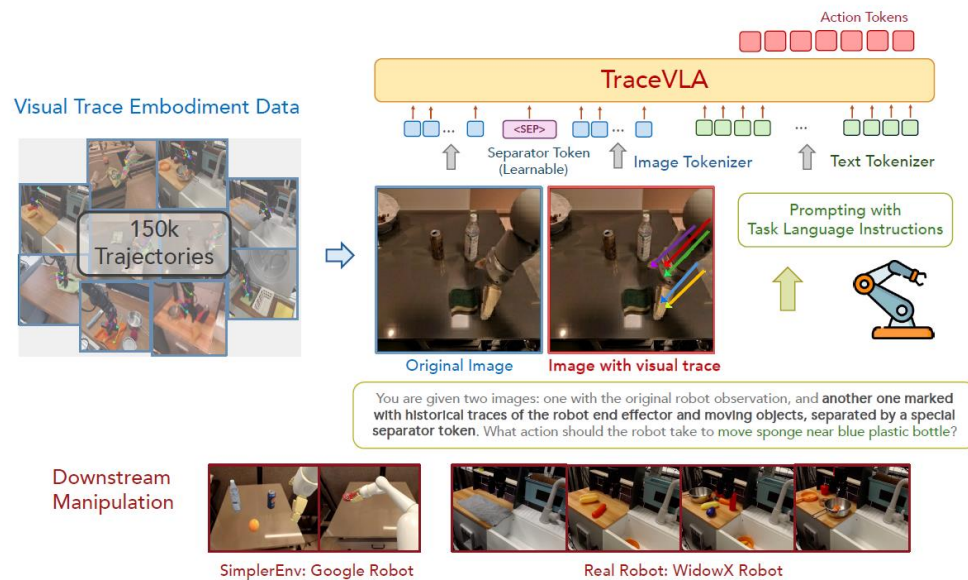 Action Tokens
TraceVLA
Visual Trace Embodiment Data
150k
Trajectories
...
<SEP>
...
...
Separator Token
(Learnable)
Image Tokenizer
Text Tokenizer
Prompting with
Task Language Instructions
Original Image
Image with visual trace
You are given two images: one with the original robot observation, and another one marked
with historical traces of the robot end effector and moving objects, separated by a special
separator token. What action should the robot take to move sponge near blue plastic bottle?
Downstream
Manipulation
SimplerEnv: Google Robot
Real Robot: WidowX Robot